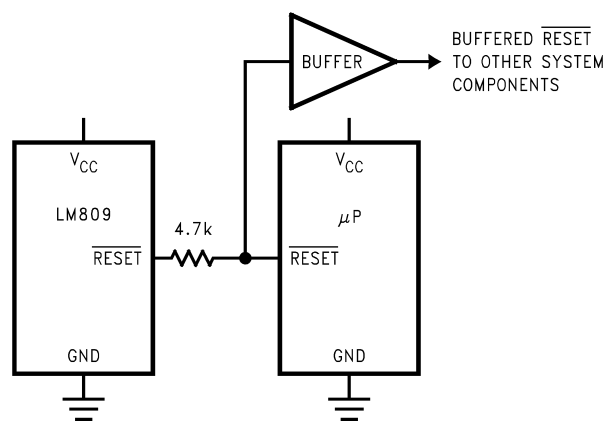 BUFFER
BUFFERED RESET
TO OTHER SYSTEM
COMPONENTS
VCC
LM809
RESET
GND
4.7k
VCC
μP
RESET
GND